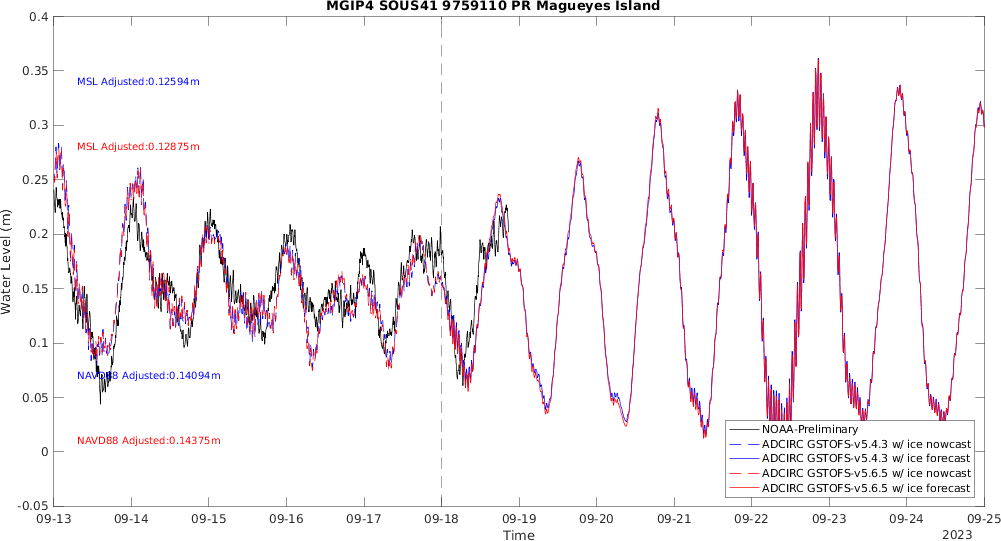 MGIP4 SOUS41 9759110 PR Magueyes Island
Water Level (m)
0.4
0.35
0.3
0.25
0.2
0.15
0.1
0.05
0
-0.05
MSL Adjusted:0.12594m
MSL Adjusted:0.12875m
NAVD88 Adjusted:0.14094m
NAVD88 Adjusted:0.14375m
NOAA-Preliminary
ADCIRC GSTOFS-v5.4.3 w/ ice nowcast
ADCIRC GSTOFS-v5.4.3 w/ ice forecast
ADCIRC GSTOFS-v5.6.5 w/ ice nowcast
ADCIRC GSTOFS-v5.6.5 w/ ice forecast
09-13 09-14 09-15 09-16 09-17 09-18 09-19 09-20 09-21 09-22 09-23 09-24 09-25
Time
2023